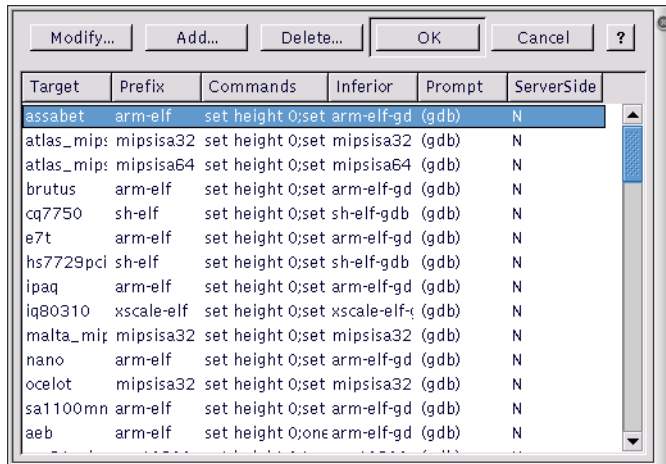 Modify... Add... Delete... OK Cancel ?
Target Prefix Commands Inferior Prompt ServerSide
assabet arm-elf set height 0;set arm-elf-gd (gdb) N
atlas_mips mipsisa32 set height 0;set mipsisa32 (gdb) N
atlas_mips mipsisa64 set height 0;set mipsisa64 (gdb) N
brutus arm-elf set height 0;set arm-elf-gd (gdb) N
cq7750 sh-elf set height 0;set sh-elf-gdb (gdb) N
e7t arm-elf set height 0;set arm-elf-gd (gdb) N
hs7729pci sh-elf set height 0;set sh-elf-gdb (gdb) N
ipaq arm-elf set height 0;set arm-elf-gd (gdb) N
iq80310 xscale-elf set height 0;set xscale-elf-( (gdb) N
malta_mip mipsisa32 set height 0;set mipsisa32 (gdb) N
nano arm-elf set height 0;set arm-elf-gd (gdb) N
ocelot mipsisa32 set height 0;set mipsisa32 (gdb) N
sa1100mn arm-elf set height 0;set arm-elf-gd (gdb) N
aeb arm-elf set height 0;one arm-elf-gd (gdb) N